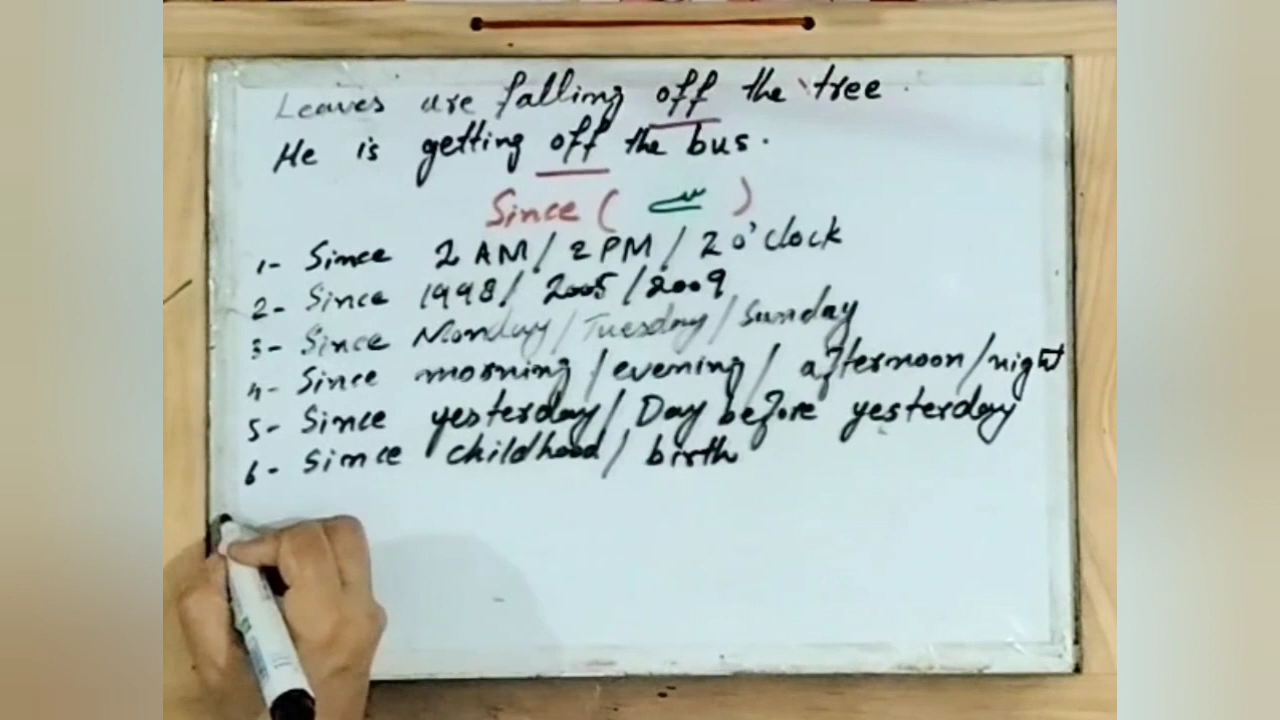 Leaves are falling off the tree.
He is getting off the bus.
Since ( سے )
1- Since 2 AM / 2 PM / 2 o'clock
2- Since 1998 / 2005 / 2009
3- Since Monday / Tuesday / Sunday
4- Since morning / evening / afternoon / night
5- Since yesterday / Day before yesterday
6- Since childhood / birth